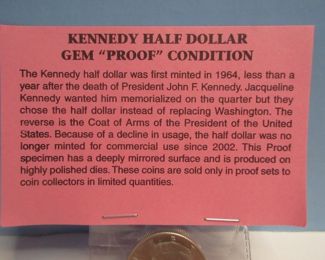 KENNEDY HALF DOLLAR
GEM "PROOF" CONDITION
The Kennedy half dollar was first minted in 1964, less than a
year after the death of President John F. Kennedy. Jacqueline
Kennedy wanted him memorialized on the quarter but they
chose the half dollar instead of replacing Washington. The
reverse is the Coat of Arms of the President of the United
States. Because of a decline in usage, the half dollar was no
longer minted for commercial use since 2002. This Proof
specimen has a deeply mirrored surface and is produced on
highly polished dies. These coins are sold only in proof sets to
coin collectors in limited quantities.